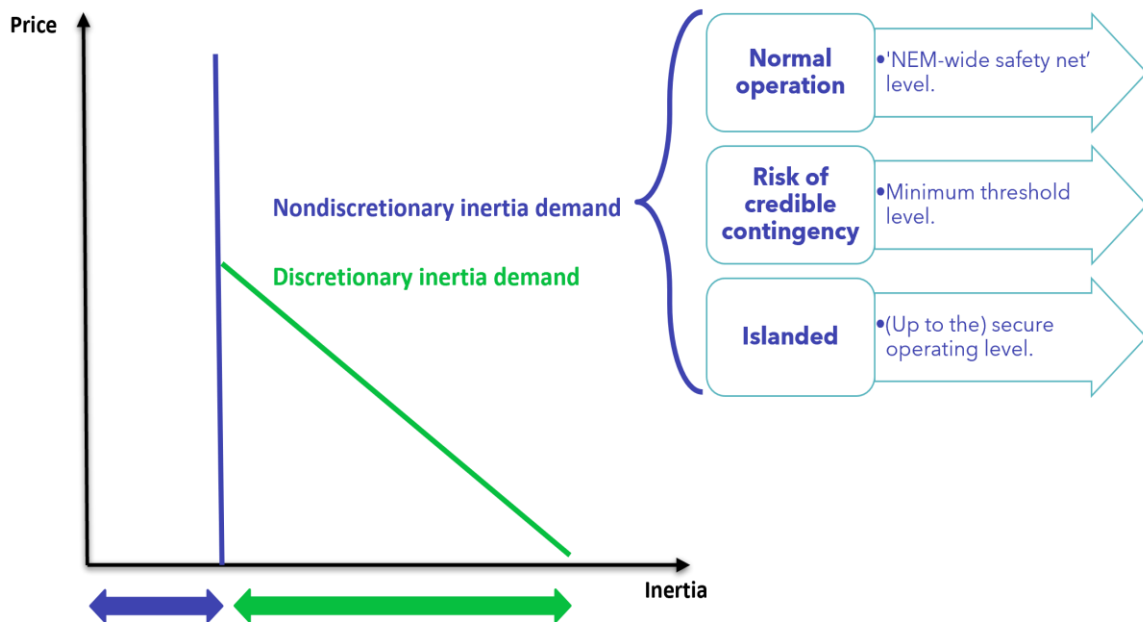 Price
Normal
operation
•'NEM-wide safety net’
level.
Risk of
credible
contingency
•Minimum threshold
level.
Nondiscretionary inertia demand
Discretionary inertia demand
Islanded
•(Up to the) secure
operating level.
Inertia